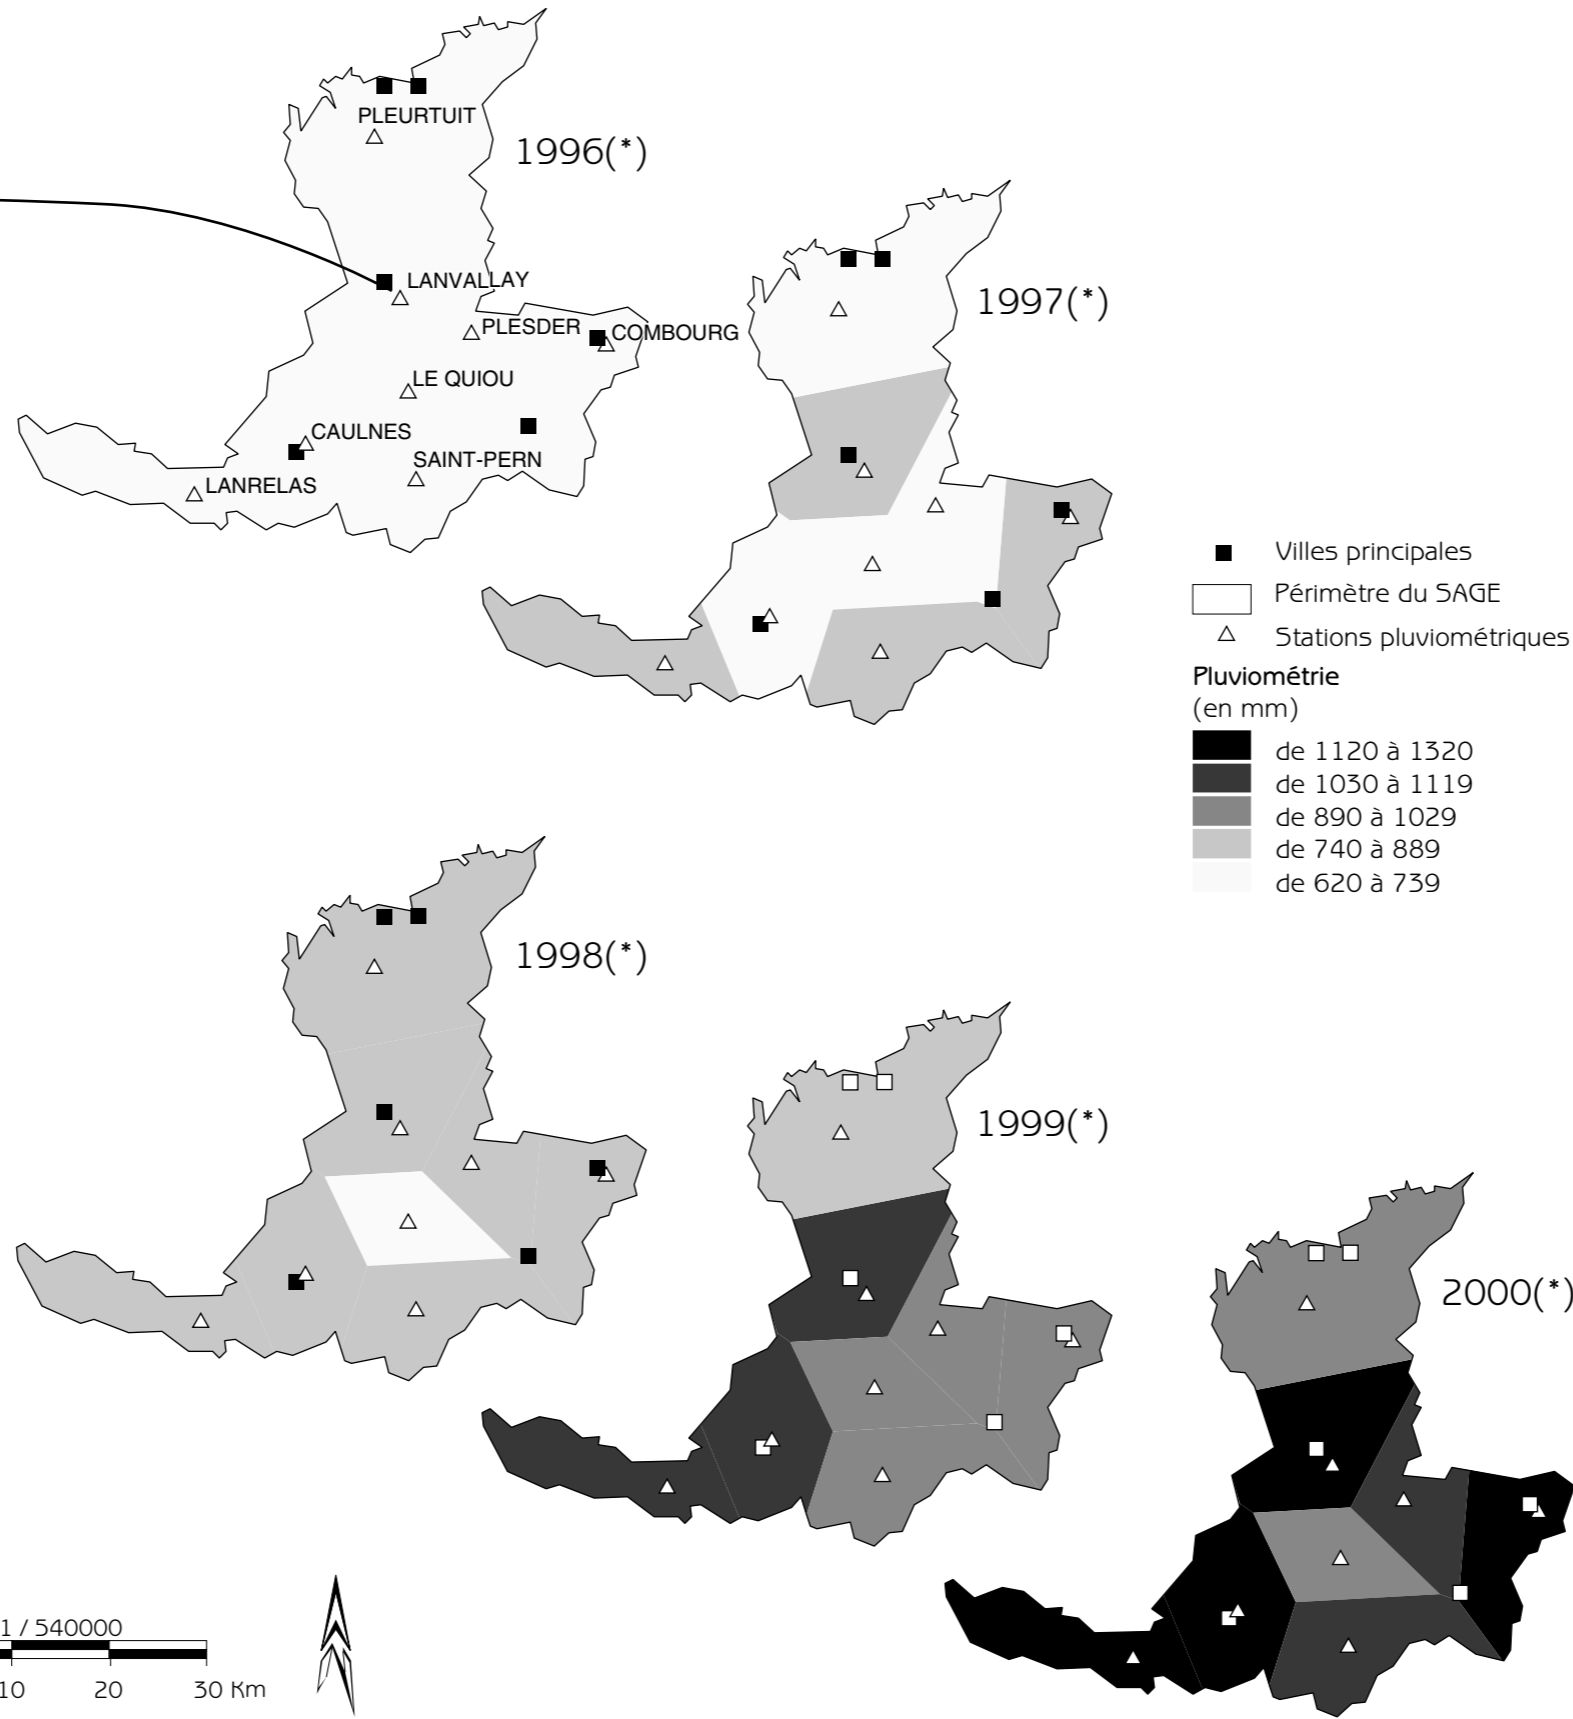 PLEURTUIT
1996(*)
LANVALLAY
PLESDER
COMBOURG
LE QUIOU
CAULNES
SAINT-PERN
LANRELAS
1997(*)
Villes principales
Périmètre du SAGE
Stations pluviométriques
Pluviométrie
(en mm)
de 1120 à 1320
de 1030 à 1119
de 890 à 1029
de 740 à 889
de 620 à 739
1998(*)
1999(*)
2000(*)
1 / 540000
10 20 30 Km